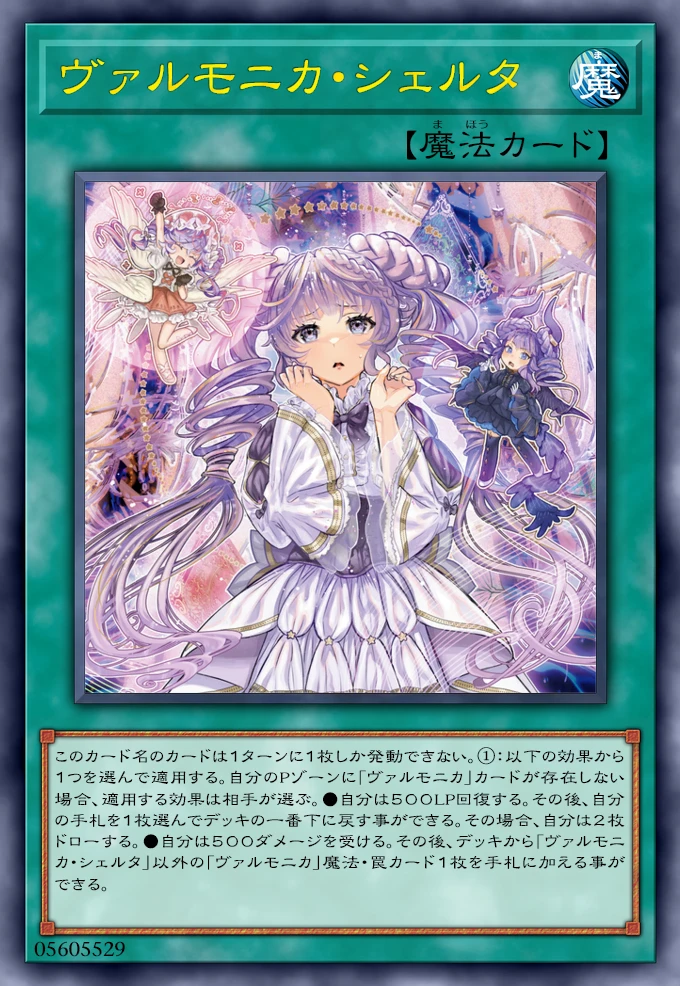 ヴァルモニカ・シェルタ
ま
魔
ま ほう
【魔法カード】
このカード名のカードは1ターンに1枚しか発動できない。①:以下の効果から
1つを選んで適用する。自分のPゾーンに「ヴァルモニカ」カードが存在しない
場合、適用する効果は相手が選ぶ。●自分は500LP回復する。その後、自分
の手札を1枚選んでデッキの一番下に戻す事ができる。その場合、自分は2枚
ドローする。●自分は500ダメージを受ける。その後、デッキから「ヴァルモニ
カ・シェルタ」以外の「ヴァルモニカ」魔法・罠カード1枚を手札に加える事が
できる。
05605529